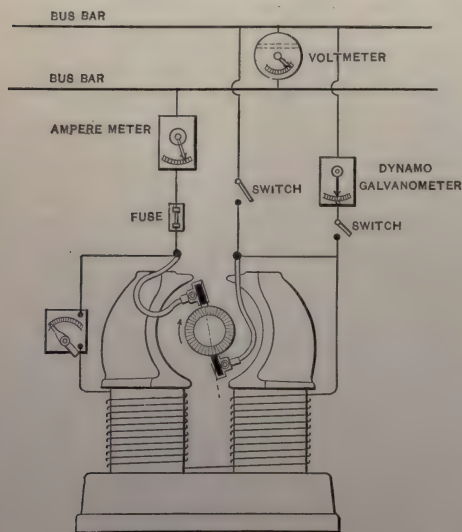 BUS BAR
VOLTMETER
BUS BAR
AMPERE METER
DYNAMO
GALVANOMETER
SWITCH
FUSE
SWITCH